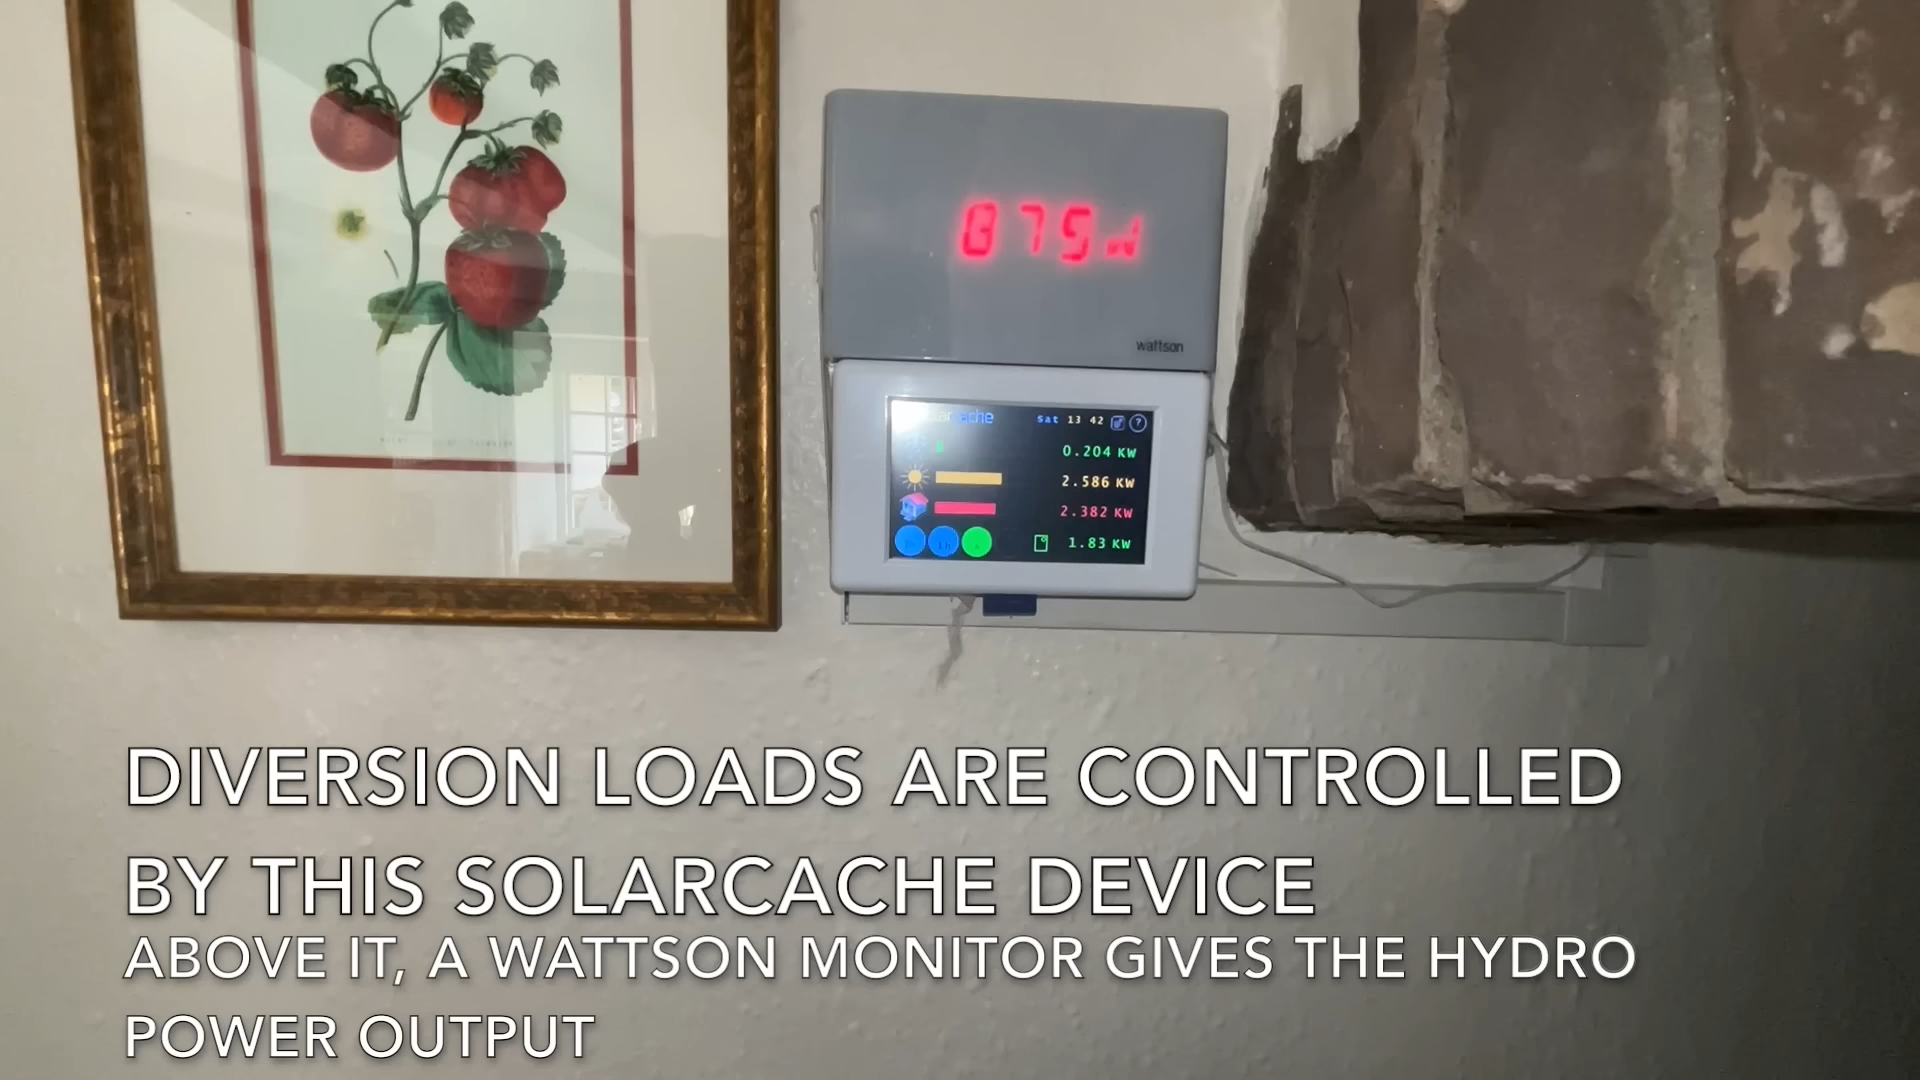 875W
wattson
Sat 13 42 ?
0.204 KW
2.586 KW
2.382 KW
1.83 KW
DIVERSION LOADS ARE CONTROLLED
BY THIS SOLARCACHE DEVICE
ABOVE IT, A WATTSON MONITOR GIVES THE HYDRO
POWER OUTPUT